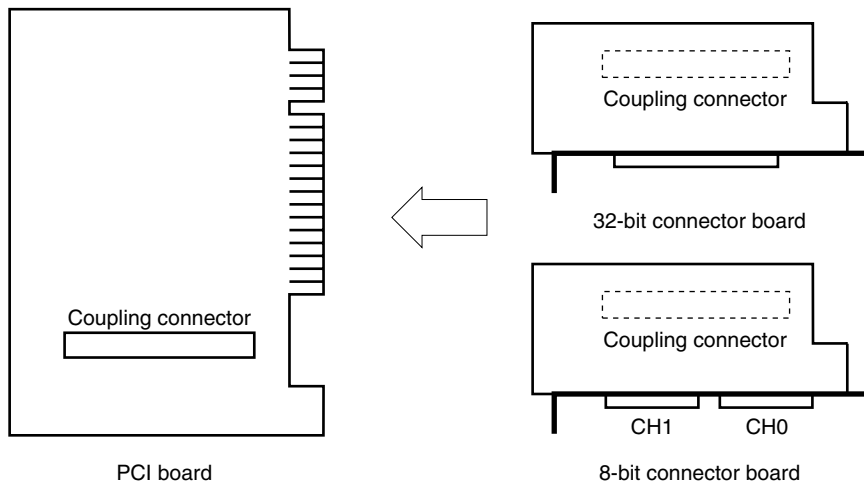 Coupling connector
PCI board
Coupling connector
32-bit connector board
Coupling connector
CH1 CH0
8-bit connector board